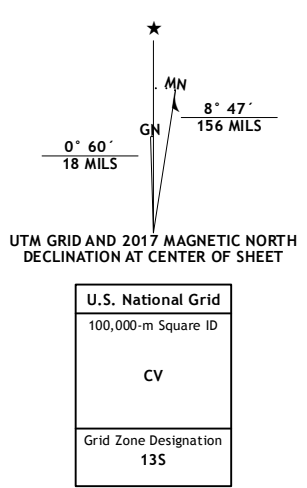 ★
MN
GN
8° 47´
156 MILS
0° 60´
18 MILS
UTM GRID AND 2017 MAGNETIC NORTH
DECLINATION AT CENTER OF SHEET
U.S. National Grid
100,000-m Square ID
CV
Grid Zone Designation
13S